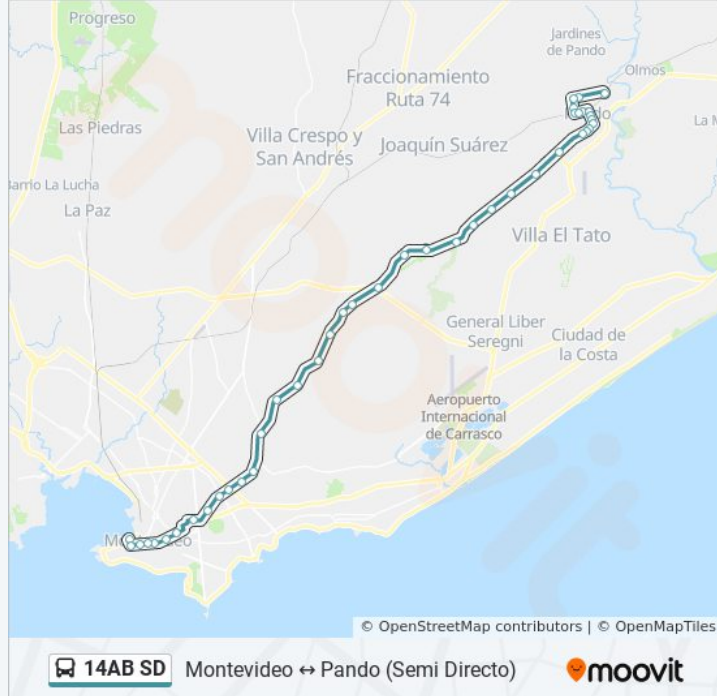 Progreso
Jardines
de Pando
Olmos
Fraccionamiento
Ruta 74
Las Piedras
Villa Crespo y
San Andrés
Joaquín Suárez
Barrio La Lucha
La Paz
Villa El Tato
General Liber
Seregni
Ciudad de
la Costa
Aeropuerto
Internacional
de Carrasco
© OpenStreetMap contributors | © OpenMapTiles
14AB SD
Montevideo ↔ Pando (Semi Directo)
moovit